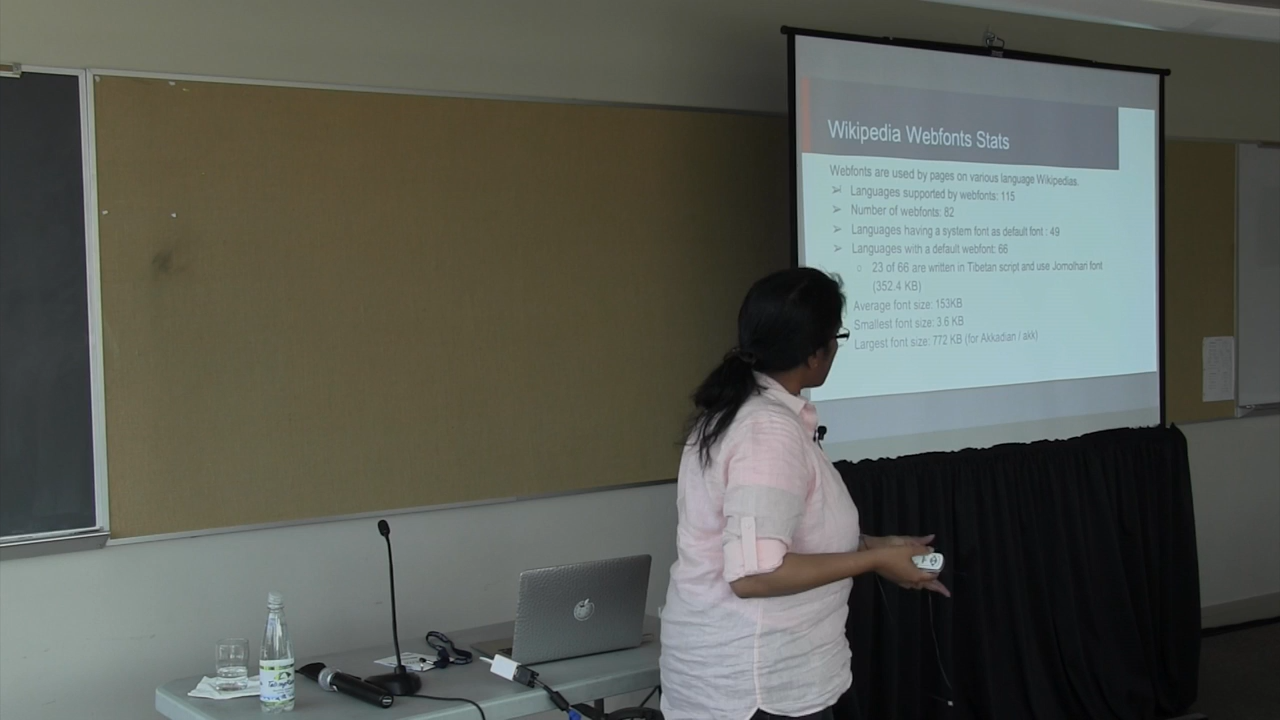 Wikipedia Webfonts Stats
Webfonts are used by pages on various language Wikipedias.
➢ Languages supported by webfonts: 115
➢ Number of webfonts: 82
➢ Languages having a system font as default font : 49
➢ Languages with a default webfont: 66
○ 23 of 66 are written in Tibetan script and use Jomolhari font
(352.4 KB)
Average font size: 153KB
Smallest font size: 3.6 KB
Largest font size: 772 KB (for Akkadian / akk)